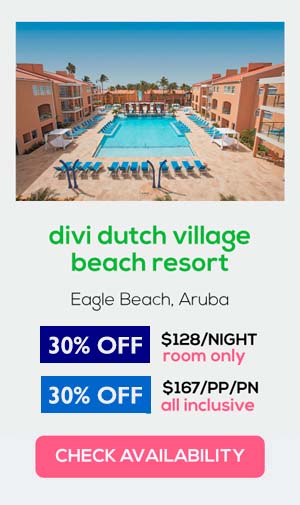 divi dutch village
beach resort
Eagle Beach, Aruba
30% OFF $128/NIGHT
room only
30% OFF $167/PP/PN
all inclusive
CHECK AVAILABILITY